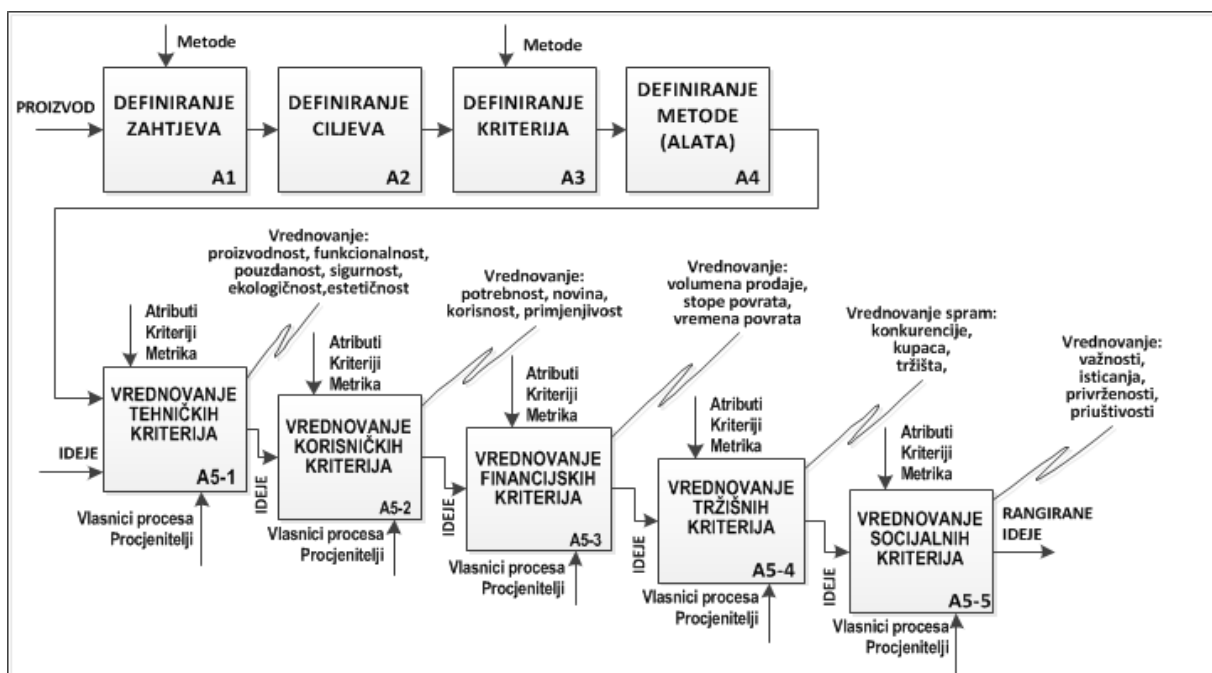 Metode
Metode
PROIZVOD
DEFINIRANJE
ZAHTJEVA
A1
DEFINIRANJE
CILJEVA
A2
DEFINIRANJE
KRITERIJA
A3
DEFINIRANJE
METODE
(ALATA)
A4
Vrednovanje:
proizvodnost, funkcionalnost,
pouzdanost, sigurnost,
ekologičnost,estetičnost
Vrednovanje:
potrebnost, novina,
korisnost, primjenjivost
Vrednovanje:
volumena prodaje,
stope povrata,
vremena povrata
Vrednovanje spram:
konkurencije,
kupaca,
tržišta,
Vrednovanje:
važnosti,
isticanja,
privrženosti,
priuštivosti
Atributi
Kriteriji
Metrika
IDEJE
VREDNOVANJE
TEHNIČKIH
KRITERIJA
A5-1
Vlasnici procesa
Procjenitelji
IDEJE
Atributi
Kriteriji
Metrika
VREDNOVANJE
KORISNIČKIH
KRITERIJA
A5-2
Vlasnici procesa
Procjenitelji
IDEJE
Atributi
Kriteriji
Metrika
VREDNOVANJE
FINANCIJSKIH
KRITERIJA
A5-3
Vlasnici procesa
Procjenitelji
IDEJE
Atributi
Kriteriji
Metrika
VREDNOVANJE
TRŽIŠNIH
KRITERIJA
A5-4
Vlasnici procesa
Procjenitelji
IDEJE
Atributi
Kriteriji
Metrika
VREDNOVANJE
SOCIJALNIH
KRITERIJA
A5-5
Vlasnici procesa
Procjenitelji
RANGIRANE
IDEJE